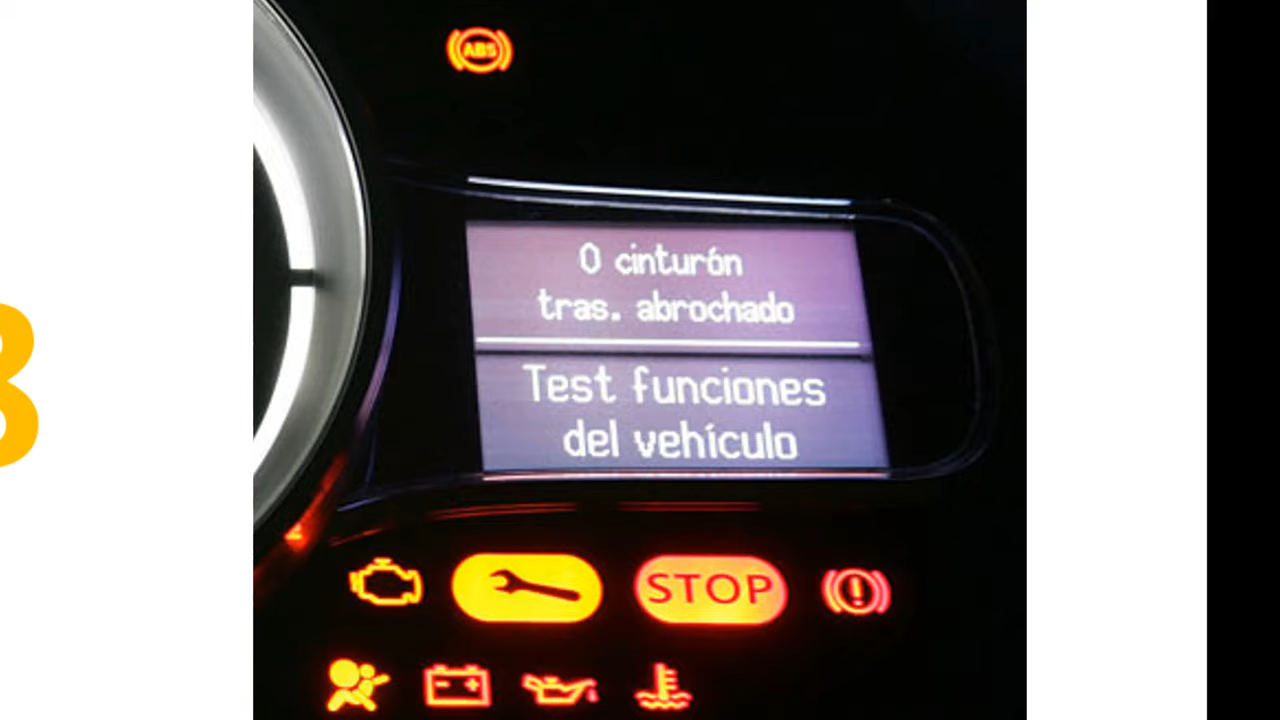 ABS
0 cinturón
tras. abrochado
Test funciones
del vehículo
STOP